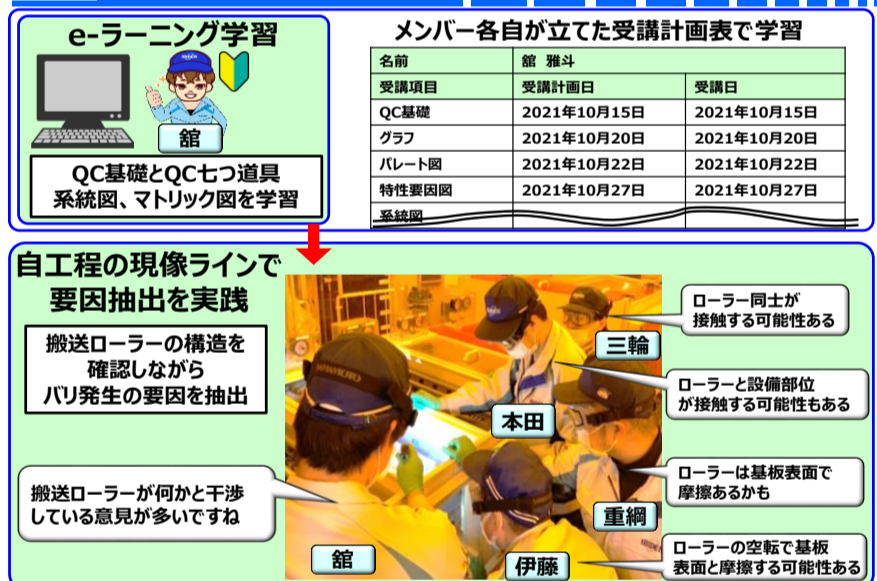 e-ラーニング学習
舘
QC基礎とQC七つ道具
系統図、マトリック図を学習
メンバー各自が立てた受講計画表で学習
名前 舘 雅斗
受講項目 受講計画日 受講日
QC基礎 2021年10月15日 2021年10月15日
グラフ 2021年10月20日 2021年10月20日
パレート図 2021年10月22日 2021年10月22日
特性要因図 2021年10月27日 2021年10月27日
系統図
自工程の現像ラインで
要因抽出を実践
搬送ローラーの構造を
確認しながら
バリ発生の要因を抽出
搬送ローラーが何かと干渉
している意見が多いですね
ローラー同士が
接触する可能性ある
三輪
ローラーと設備部位
が接触する可能性もある
本田
ローラーは基板表面で
摩擦あるかも
重綱
ローラーの空転で基板
表面と摩擦する可能性ある
伊藤
舘